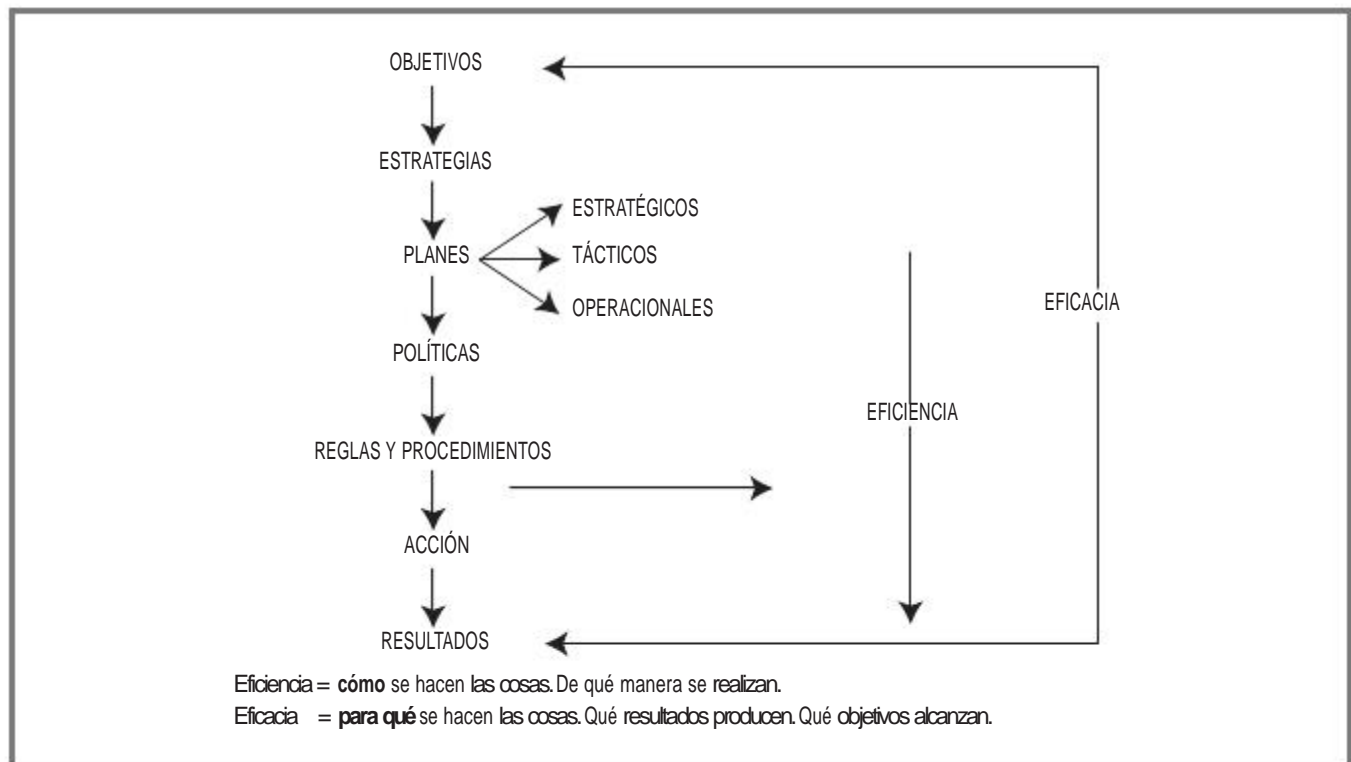 OBJETIVOS
ESTRATEGIAS
ESTRATÉGICOS
PLANES
TÁCTICOS
OPERACIONALES
EFICACIA
POLÍTICAS
EFICIENCIA
REGLAS Y PROCEDIMIENTOS
ACCIÓN
RESULTADOS
Eficiencia = cómo se hacen las cosas. De qué manera se realizan.
Eficacia = para qué se hacen las cosas. Qué resultados producen. Qué objetivos alcanzan.